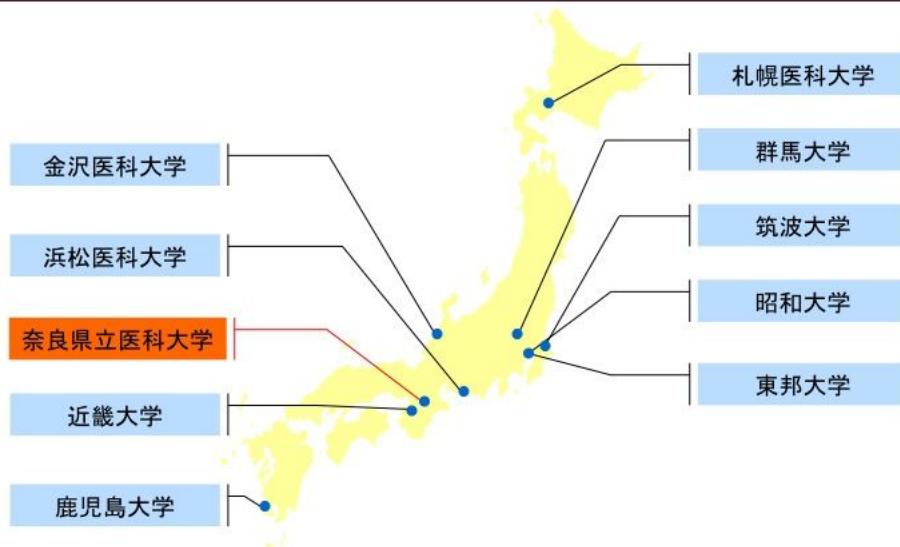 札幌医科大学
群馬大学
筑波大学
昭和大学
東邦大学
金沢医科大学
浜松医科大学
奈良県立医科大学
近畿大学
鹿児島大学